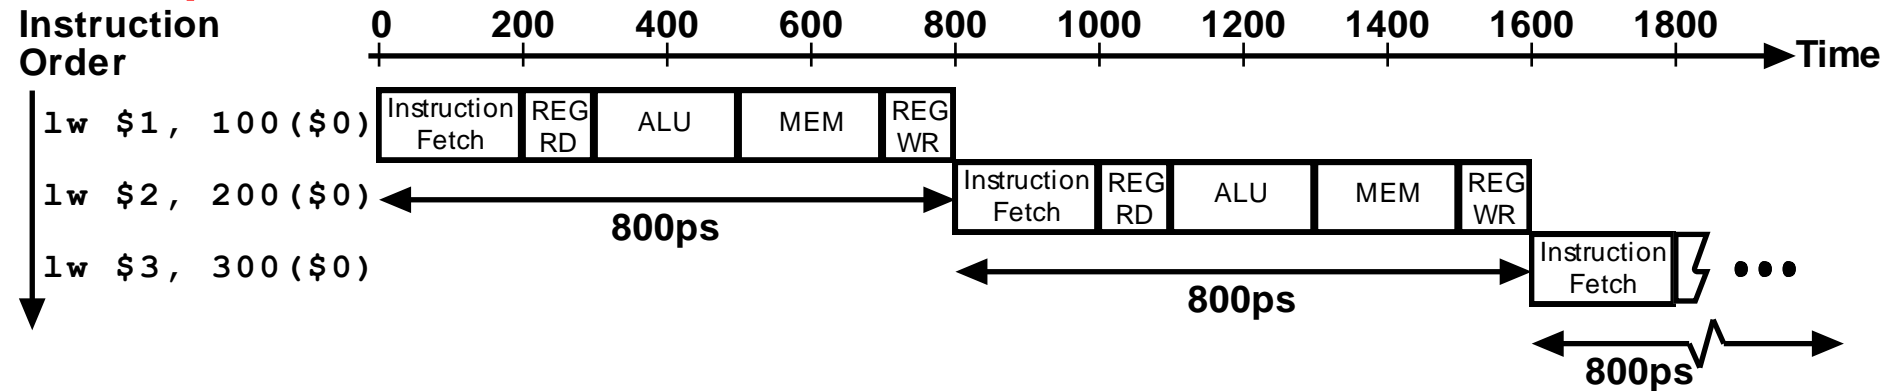 Instruction Order
0 200 400 600 800 1000 1200 1400 1600 1800
Time
lw $1, 100($0)
Instruction Fetch
REG RD
ALU
MEM
REG WR
lw $2, 200($0)
800ps
Instruction Fetch
REG RD
ALU
MEM
REG WR
lw $3, 300($0)
800ps
Instruction Fetch
•••
800ps